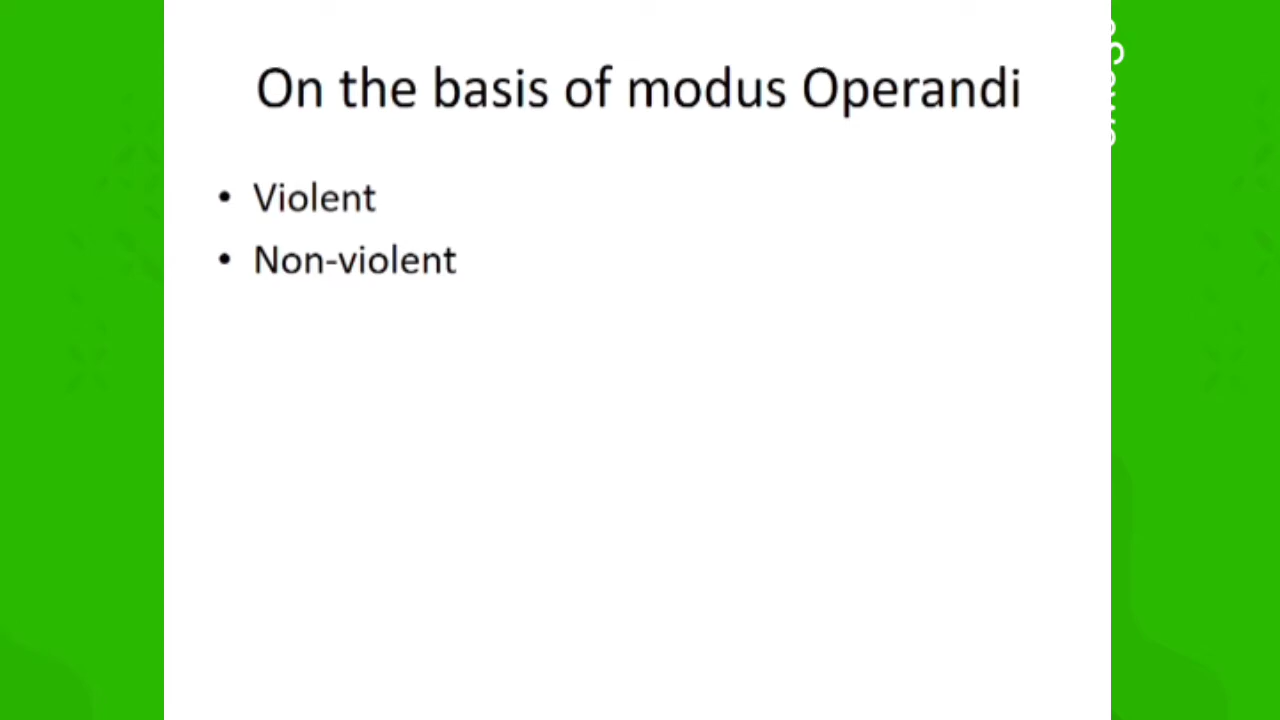 On the basis of modus Operandi
• Violent
• Non-violent